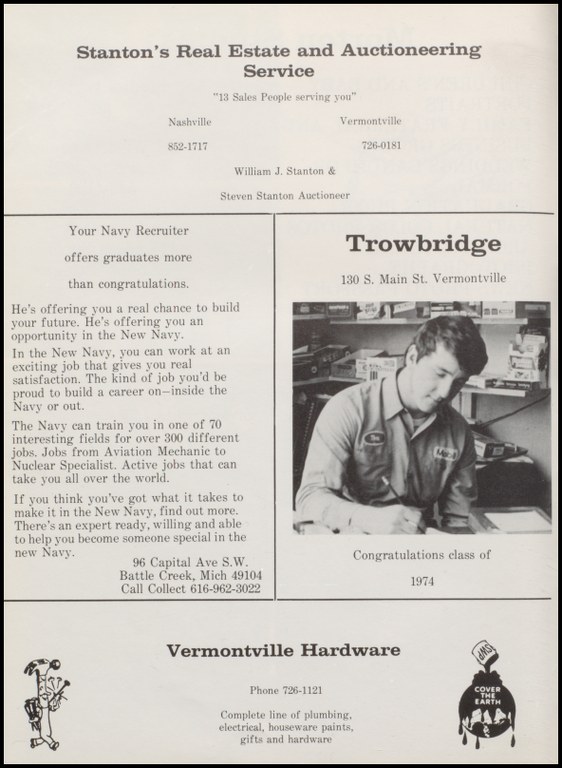 Stanton's Real Estate and Auctioneering
Service
"13 Sales People serving you"
Nashville Vermontville
852-1717 726-0181
William J. Stanton &
Steven Stanton Auctioneer
Your Navy Recruiter
offers graduates more
than congratulations.
He's offering you a real chance to build
your future. He's offering you an
opportunity in the New Navy.
In the New Navy, you can work at an
exciting job that gives you real
satisfaction. The kind of job you'd be
proud to build a career on—inside the
Navy or out.
The Navy can train you in one of 70
interesting fields for over 300 different
jobs. Jobs from Aviation Mechanic to
Nuclear Specialist. Active jobs that can
take you all over the world.
If you think you've got what it takes to
make it in the New Navy, find out more.
There's an expert ready, willing and able
to help you become someone special in the
new Navy.
96 Capital Ave S.W.
Battle Creek, Mich 49104
Call Collect 616-962-3022
Trowbridge
130 S. Main St. Vermontville
Congratulations class of
1974
Vermontville Hardware
Phone 726-1121
Complete line of plumbing,
electrical, houseware paints,
gifts and hardware
SWP
COVER
THE
EARTH